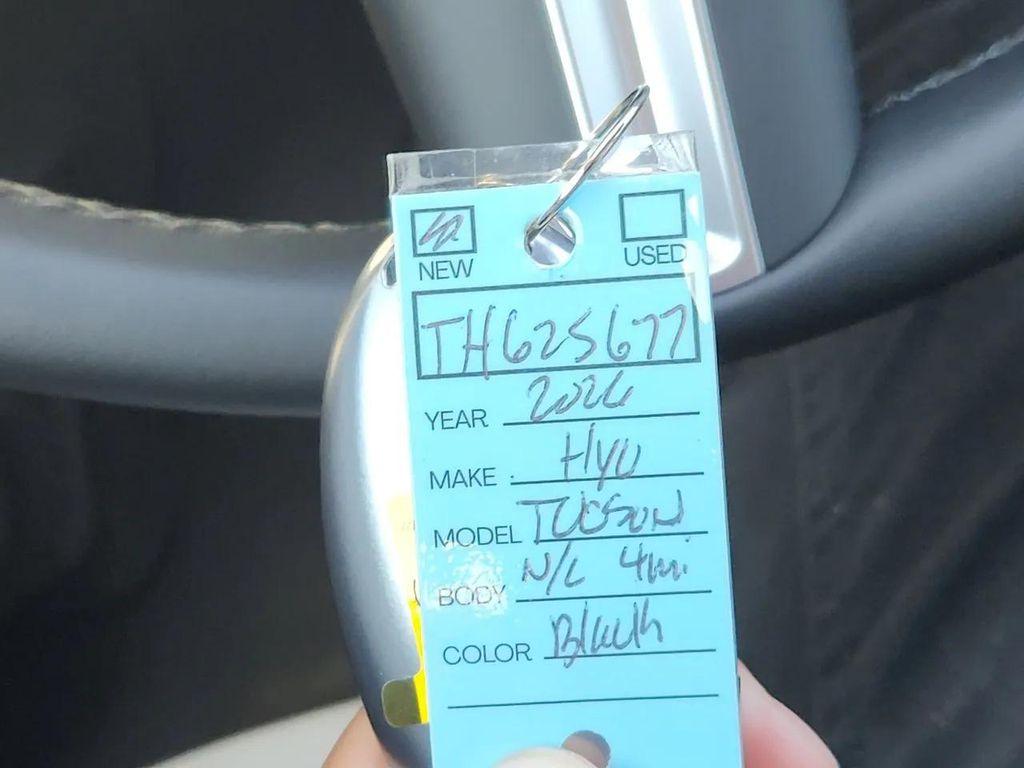 NEW USED
TH625677
YEAR 2026
MAKE HYU
MODEL TUCSON
BODY N/L 4mi.
COLOR Black